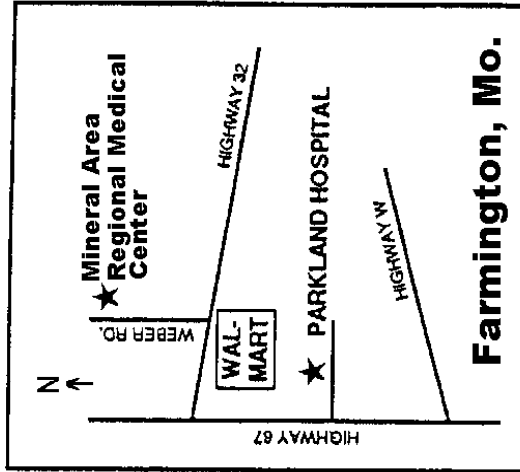 N
Mineral Area
Regional Medical
Center
WEBER RD.
HIGHWAY 32
WAL-
MART
PARKLAND HOSPITAL
HIGHWAY 67
HIGHWAY W
Farmington, Mo.